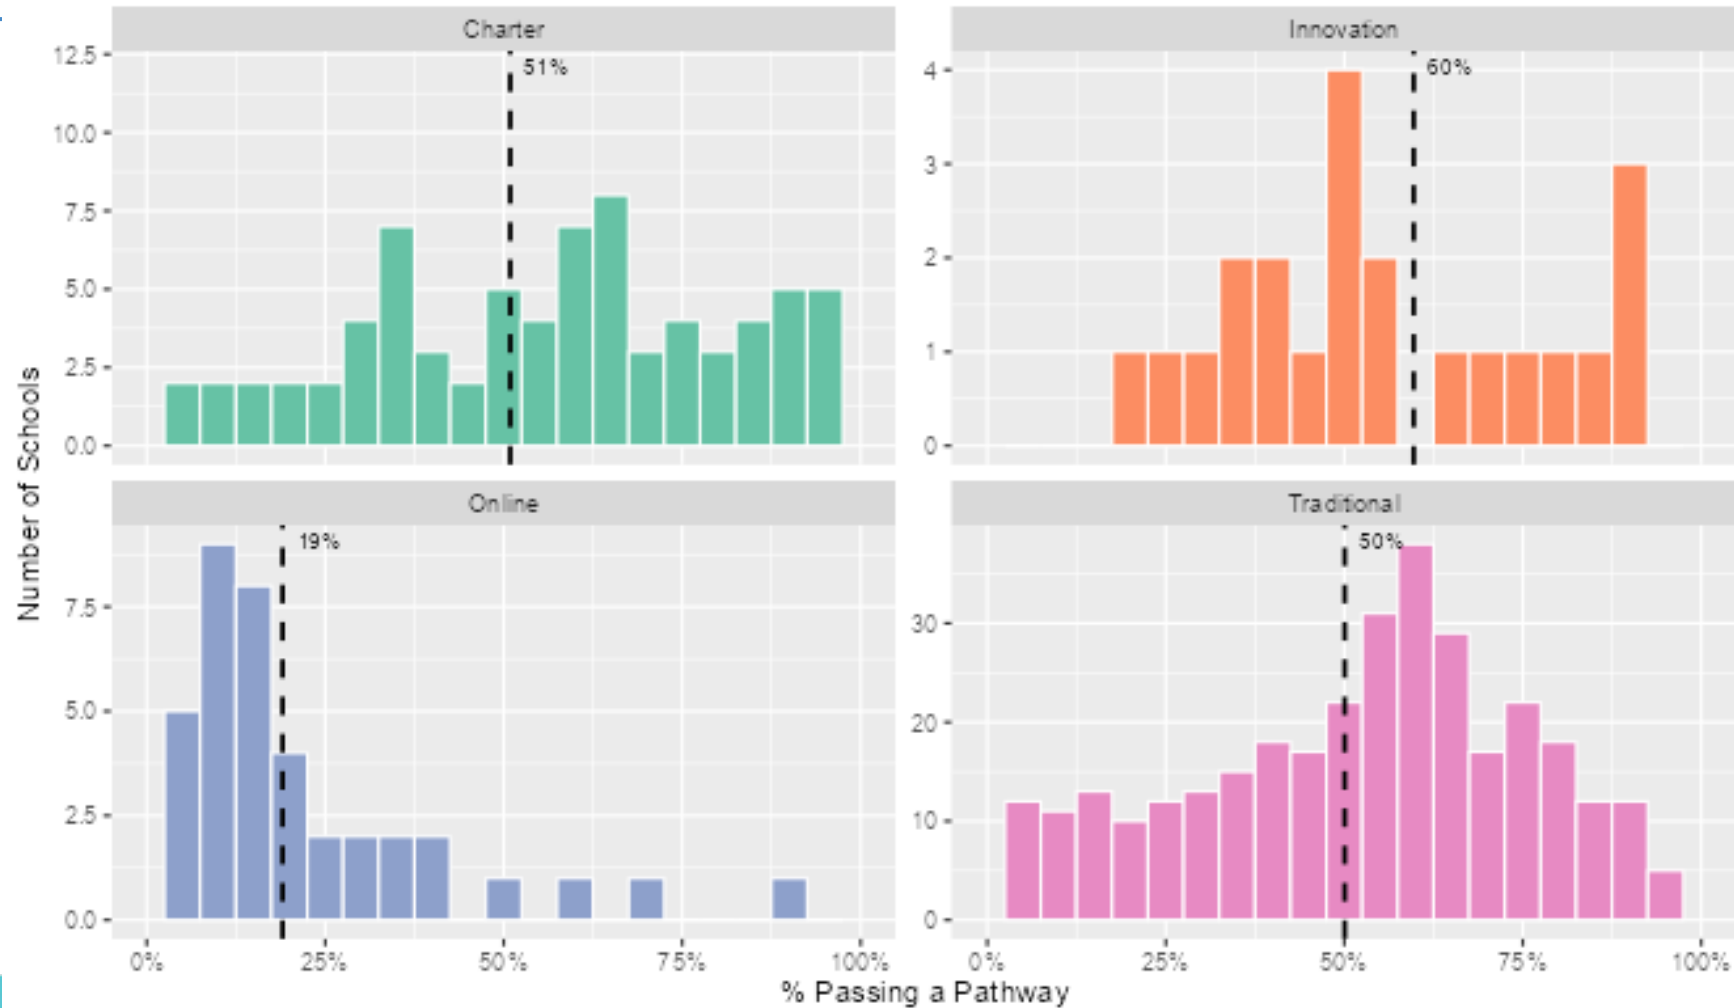 Charter
12.5
10.0
7.5
5.0
2.5
0.0
51%
Innovation
4
3
2
1
0
60%
Number of Schools
Online
7.5
5.0
2.5
0.0
19%
0% 25% 50% 75% 100%
Traditional
30
20
10
0
50%
0% 25% 50% 75% 100%
% Passing a Pathway